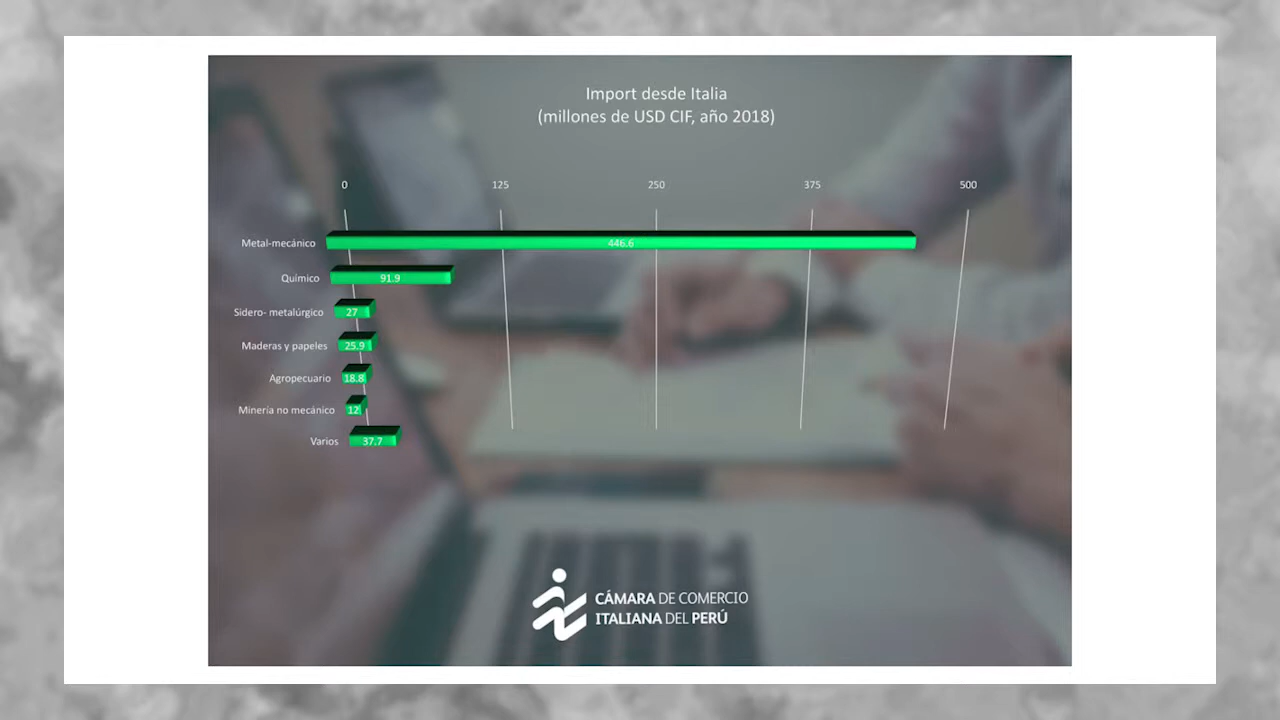 Import desde Italia
(millones de USD CIF, año 2018)
0 125 250 375 500
Metal-mecánico 446.6
Químico 91.9
Sidero- metalúrgico 27
Maderas y papeles 25.9
Agropecuario 18.8
Minería no mecánico 12
Varios 37.7
CÁMARA DE COMERCIO
ITALIANA DEL PERÚ